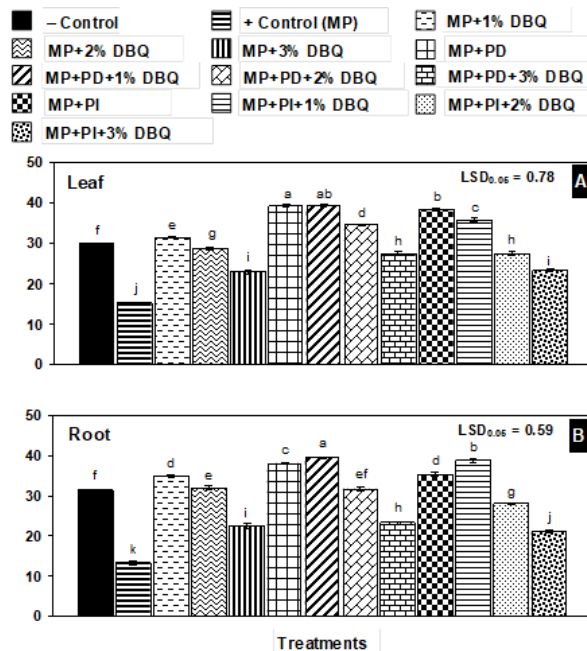 – Control + Control (MP) MP+1% DBQ
MP+2% DBQ MP+3% DBQ MP+PD
MP+PD+1% DBQ MP+PD+2% DBQ MP+PD+3% DBQ
MP+PI MP+PI+1% DBQ MP+PI+2% DBQ
MP+PI+3% DBQ
50
Leaf LSD0.05 = 0.78 A
40
30
20
10
0
f j e g i a ab d h b c h i
50
Root LSD0.05 = 0.59 B
40
30
20
10
0
f k d e i c a ef h d b g j
Treatments